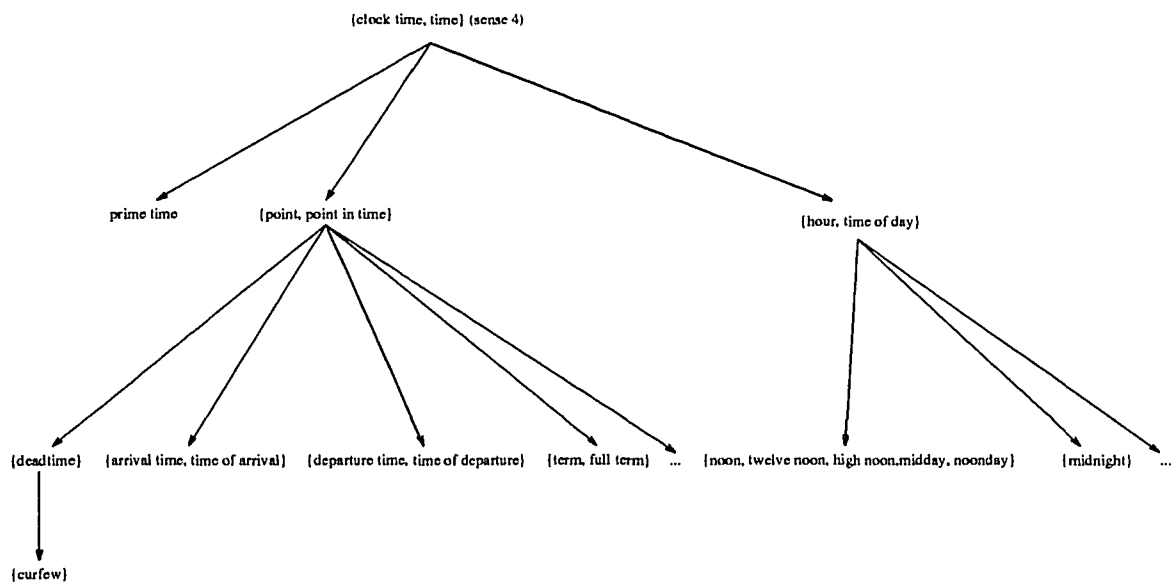 {clock time, time} (sense 4)
prime time
{point, point in time}
{hour, time of day}
{deadtime}
{arrival time, time of arrival}
{departure time, time of departure}
{term, full term}
...
{noon, twelve noon, high noon,midday, noonday}
{midnight}
...
{curfew}